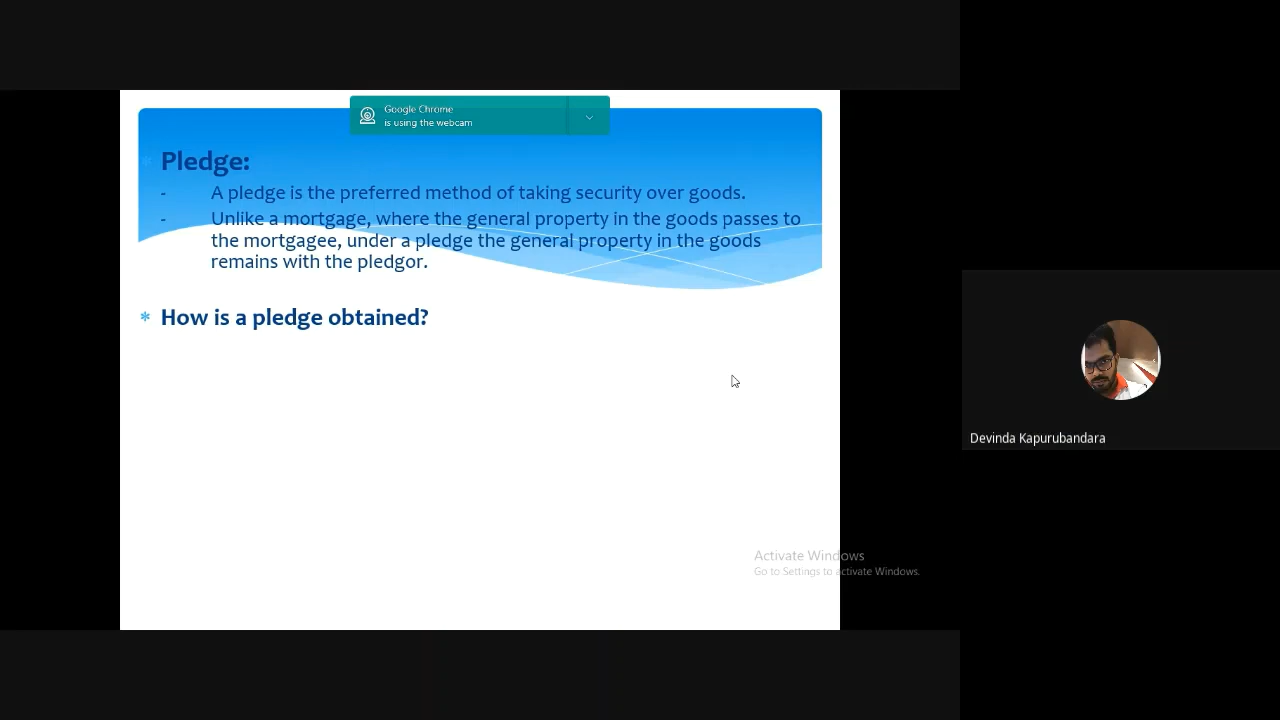 Google Chrome
is using the webcam
* Pledge:
- A pledge is the preferred method of taking security over goods.
- Unlike a mortgage, where the general property in the goods passes to
the mortgagee, under a pledge the general property in the goods
remains with the pledgor.
* How is a pledge obtained?
Devinda Kapurubandara
Activate Windows
Go to Settings to activate Windows.